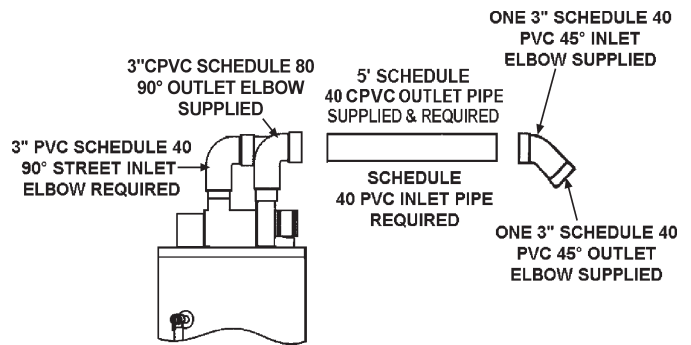 ONE 3" SCHEDULE 40
PVC 45° INLET
ELBOW SUPPLIED
3"CPVC SCHEDULE 80
90° OUTLET ELBOW
SUPPLIED
5' SCHEDULE
40 CPVC OUTLET PIPE
SUPPLIED & REQUIRED
3" PVC SCHEDULE 40
90° STREET INLET
ELBOW REQUIRED
SCHEDULE
40 PVC INLET PIPE
REQUIRED
ONE 3" SCHEDULE 40
PVC 45° OUTLET
ELBOW SUPPLIED